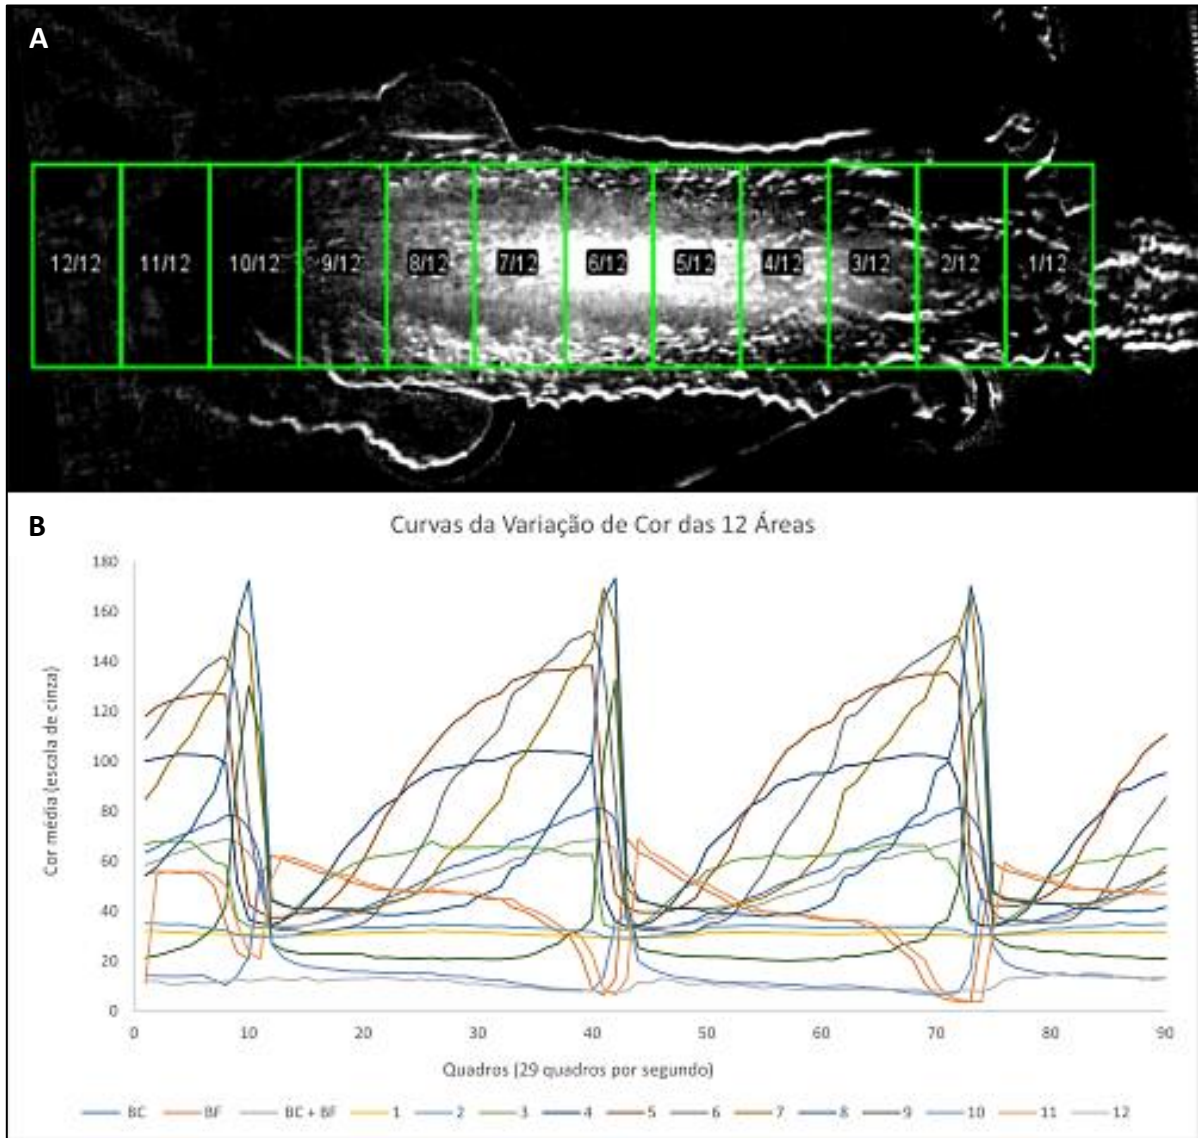 A
12/12 11/12 10/12 9/12 8/12 7/12 6/12 5/12 4/12 3/12 2/12 1/12
B
Curvas da Variação de Cor das 12 Áreas
180
160
140
120
100
80
60
40
20
0
Cor média (escala de cinza)
0 10 20 30 40 50 60 70 80 90
Quadros (29 quadros por segundo)
BC BF BC + BF 1 2 3 4 5 6 7 8 9 10 11 12